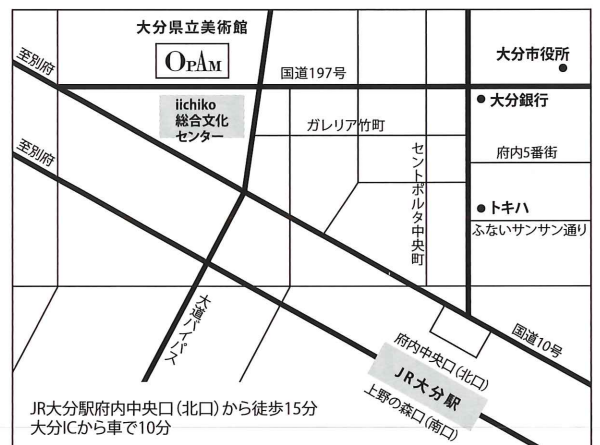 大分県立美術館
OPAM
至別府
国道197号
大分市役所
iichiko
総合文化
センター
大分銀行
ガレリア竹町
至別府
セントポルタ中央町
府内5番街
トキハ
ふないサンサン通り
大道バイパス
国道10号
府内中央口(北口)
JR大分駅
上野の森口(南口)
JR大分駅府内中央口(北口)から徒歩15分
大分ICから車で10分